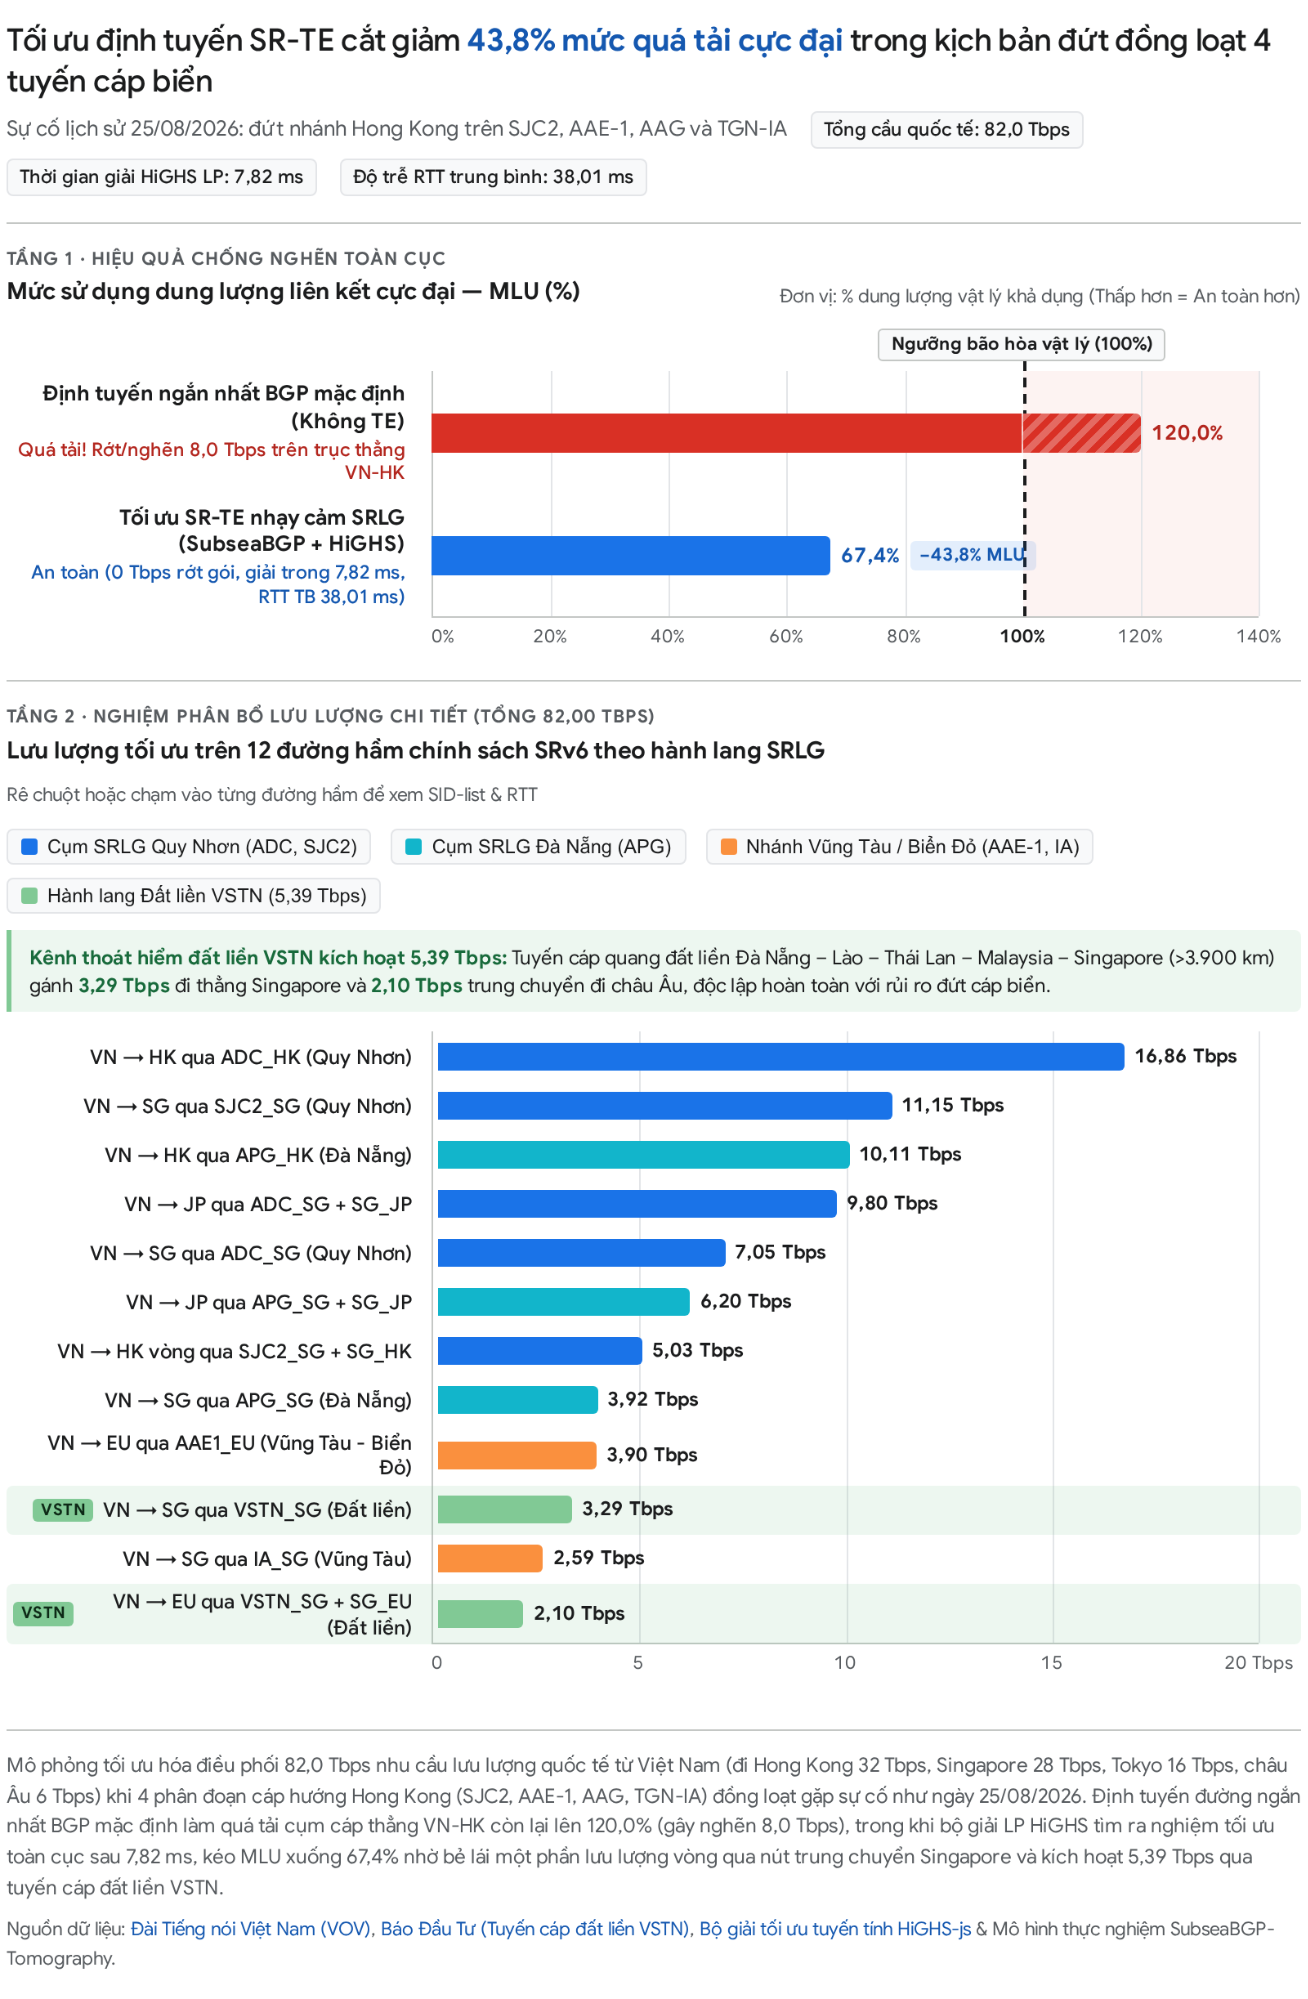 Tối ưu định tuyến SR-TE cắt giảm 43,8% mức quá tải cực đại trong kịch bản đứt đồng loạt 4
tuyến cáp biển
Sự cố lịch sử 25/08/2026: đứt nhánh Hong Kong trên SJC2, AAE-1, AAG và TGN-IA
Tổng cầu quốc tế: 82,0 Tbps
Thời gian giải HiGHS LP: 7,82 ms
Độ trễ RTT trung bình: 38,01 ms
TẦNG 1 · HIỆU QUẢ CHỐNG NGHẼN TOÀN CỤC
Mức sử dụng dung lượng liên kết cực đại — MLU (%)
Đơn vị: % dung lượng vật lý khả dụng (Thấp hơn = An toàn hơn)
Ngưỡng bão hòa vật lý (100%)
Định tuyến ngắn nhất BGP mặc định
(Không TE)
Quá tải! Rớt/nghẽn 8,0 Tbps trên trục thẳng
VN-HK
120,0%
Tối ưu SR-TE nhạy cảm SRLG
(SubseaBGP + HiGHS)
An toàn (0 Tbps rớt gói, giải trong 7,82 ms,
RTT TB 38,01 ms)
67,4%
−43,8% MLU
0%
20%
40%
60%
80%
100%
120%
140%
TẦNG 2 · NGHIỆM PHÂN BỔ LƯU LƯỢNG CHI TIẾT (TỔNG 82,00 TBPS)
Lưu lượng tối ưu trên 12 đường hầm chính sách SRv6 theo hành lang SRLG
Rê chuột hoặc chạm vào từng đường hầm để xem SID-list & RTT
Cụm SRLG Quy Nhơn (ADC, SJC2)
Cụm SRLG Đà Nẵng (APG)
Nhánh Vũng Tàu / Biển Đỏ (AAE-1, IA)
Hành lang Đất liền VSTN (5,39 Tbps)
Kênh thoát hiểm đất liền VSTN kích hoạt 5,39 Tbps: Tuyến cáp quang đất liền Đà Nẵng – Lào – Thái Lan – Malaysia – Singapore (>3.900 km)
gánh 3,29 Tbps đi thẳng Singapore và 2,10 Tbps trung chuyển đi châu Âu, độc lập hoàn toàn với rủi ro đứt cáp biển.
VN → HK qua ADC_HK (Quy Nhơn)
16,86 Tbps
VN → SG qua SJC2_SG (Quy Nhơn)
11,15 Tbps
VN → HK qua APG_HK (Đà Nẵng)
10,11 Tbps
VN → JP qua ADC_SG + SG_JP
9,80 Tbps
VN → SG qua ADC_SG (Quy Nhơn)
7,05 Tbps
VN → JP qua APG_SG + SG_JP
6,20 Tbps
VN → HK vòng qua SJC2_SG + SG_HK
5,03 Tbps
VN → SG qua APG_SG (Đà Nẵng)
3,92 Tbps
VN → EU qua AAE1_EU (Vũng Tàu - Biển
Đỏ)
3,90 Tbps
VSTN
VN → SG qua VSTN_SG (Đất liền)
3,29 Tbps
VN → SG qua IA_SG (Vũng Tàu)
2,59 Tbps
VSTN
VN → EU qua VSTN_SG + SG_EU
(Đất liền)
2,10 Tbps
0
5
10
15
20 Tbps
Mô phỏng tối ưu hóa điều phối 82,0 Tbps nhu cầu lưu lượng quốc tế từ Việt Nam (đi Hong Kong 32 Tbps, Singapore 28 Tbps, Tokyo 16 Tbps, châu
Âu 6 Tbps) khi 4 phân đoạn cáp hướng Hong Kong (SJC2, AAE-1, AAG, TGN-IA) đồng loạt gặp sự cố như ngày 25/08/2026. Định tuyến đường ngắn
nhất BGP mặc định làm quá tải cụm cáp thẳng VN-HK còn lại lên 120,0% (gây nghẽn 8,0 Tbps), trong khi bộ giải LP HiGHS tìm ra nghiệm tối ưu
toàn cục sau 7,82 ms, kéo MLU xuống 67,4% nhờ bẻ lái một phần lưu lượng vòng qua nút trung chuyển Singapore và kích hoạt 5,39 Tbps qua
tuyến cáp đất liền VSTN.
Nguồn dữ liệu: Đài Tiếng nói Việt Nam (VOV), Báo Đầu Tư (Tuyến cáp đất liền VSTN), Bộ giải tối ưu tuyến tính HiGHS-js & Mô hình thực nghiệm SubseaBGP-
Tomography.